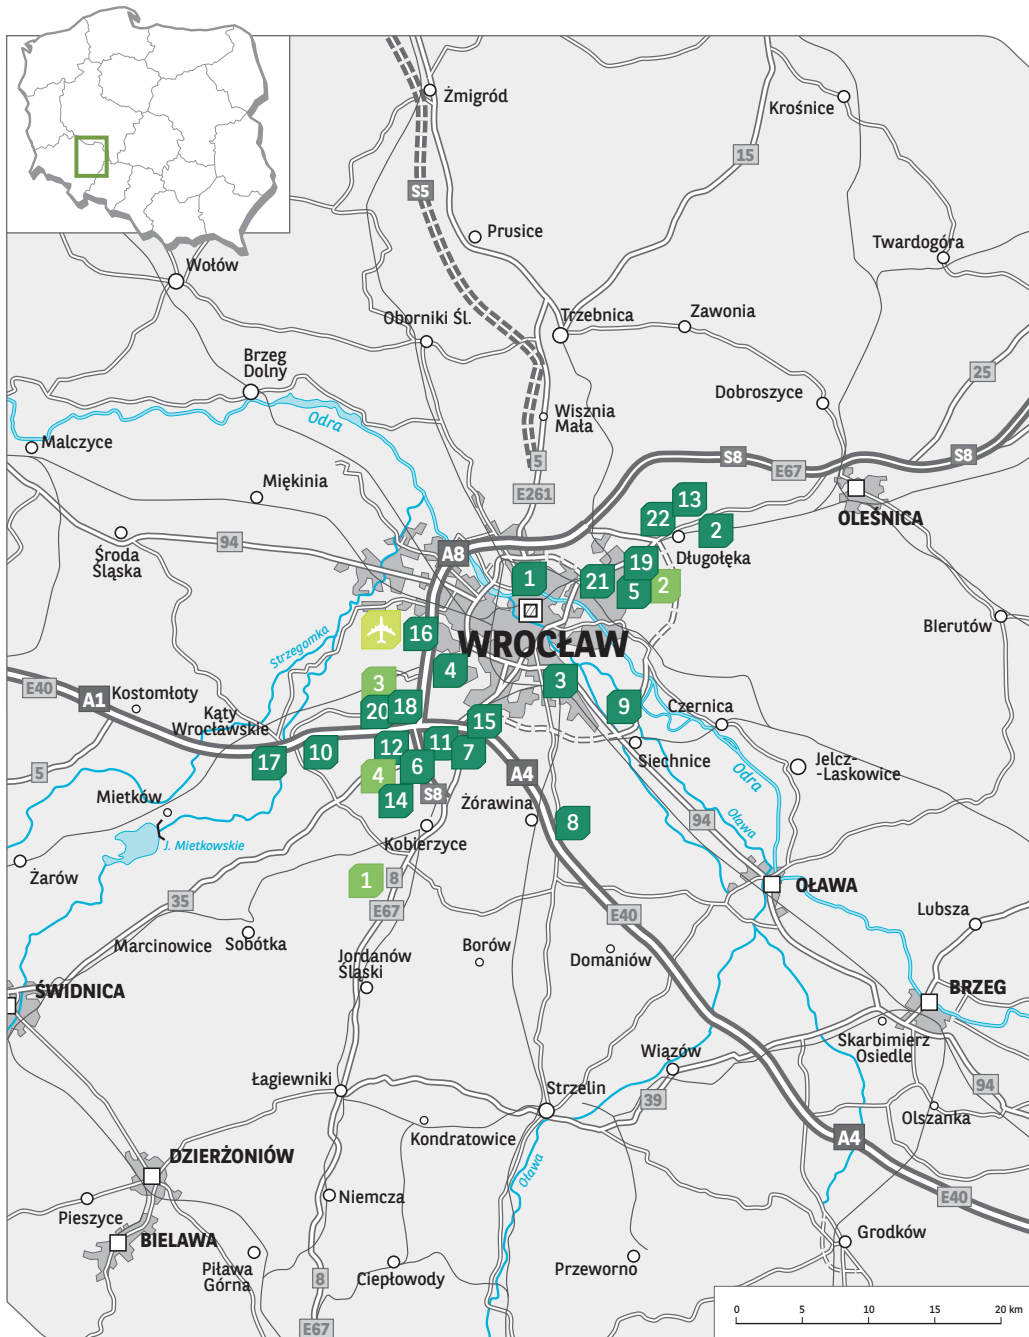 Żmigród
Krośnice
15
S5
Prusice
Twardogóra
Wołów
Oborniki Śl.
Trzebnica
Zawonia
Brzeg
Dolny
25
Dobroszyce
Odra
Wisznia
Mała
Malczyce
S8
S8
5
E67
Miękinia
E261
OLEŚNICA
13
22
2
94
Środa
Śląska
A8
Długołęka
19
1
21
5
2
Strzegomka
16
WROCŁAW
BIerutów
4
3
3
E40
A1
Kostomłoty
Kąty
Wrocławskie
20
18
9
Czernica
15
17
10
12
11
7
Siechnice
5
4
6
A4
Odra
Jelcz-
-Laskowice
Mietków
14
S8
Żórawina
8
94
Oława
J. Mietkowskie
Kobierzyce
Żarów
1
8
OŁAWA
35
E67
E40
Lubsza
Marcinowice
Sobótka
Jordanów
Śląski
Borów
Domaniów
ŚWIDNICA
BRZEG
Skarbimierz
Osiedle
Wiązów
Łagiewniki
Strzelin
39
94
Olszanka
Kondratowice
A4
DZIERŻONIÓW
Oława
Niemcza
E40
Pieszyce
BIELAWA
Grodków
Piława
Górna
8
Ciepłowody
Przeworno
E67
0 5 10 15 20 km